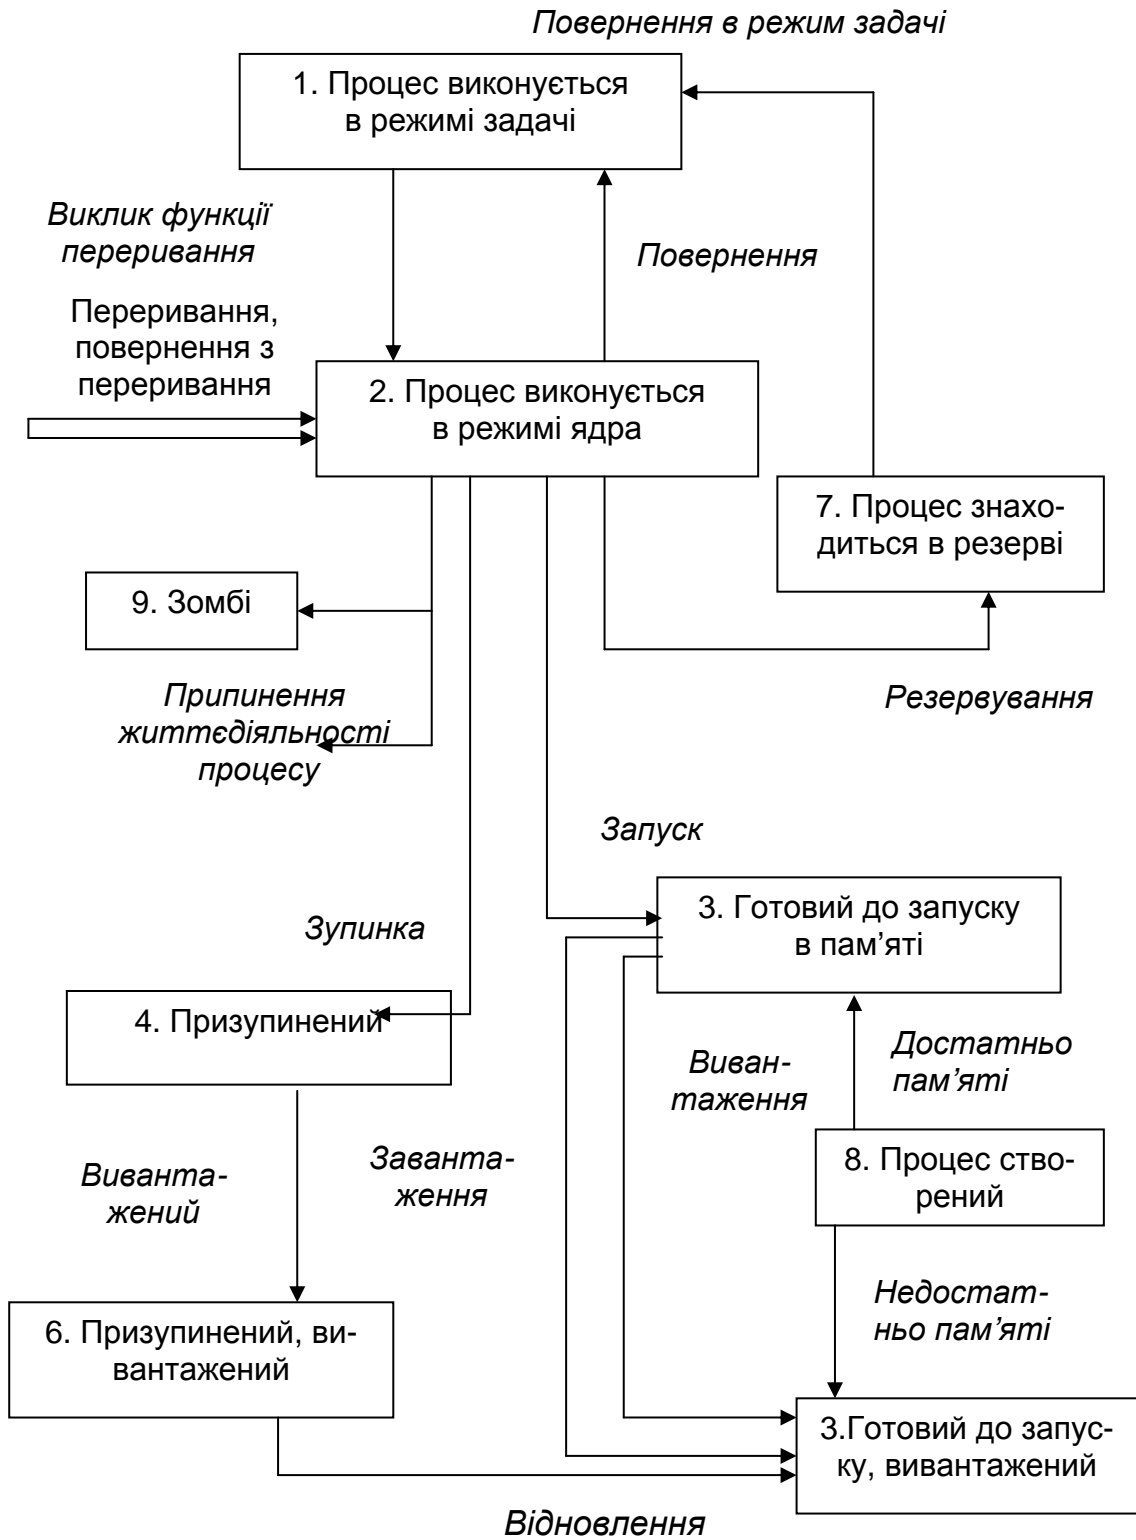 Повернення в режим задачі
1. Процес виконується
в режимі задачі
Виклик функції
переривання
Повернення
Переривання,
повернення з
переривання
2. Процес виконується
в режимі ядра
7. Процес знахо-
диться в резерві
9. Зомбі
Припинення
життєдіяльності
процесу
Резервування
Запуск
3. Готовий до запуску
в пам’яті
Зупинка
4. Призупинений
Виван-
таження
Достатньо
пам’яті
8. Процес ство-
рений
Виванта-
жений
Заванта-
ження
Недостат-
ньо пам’яті
6. Призупинений, ви-
вантажений
3.Готовий до запус-
ку, вивантажений
Відновлення